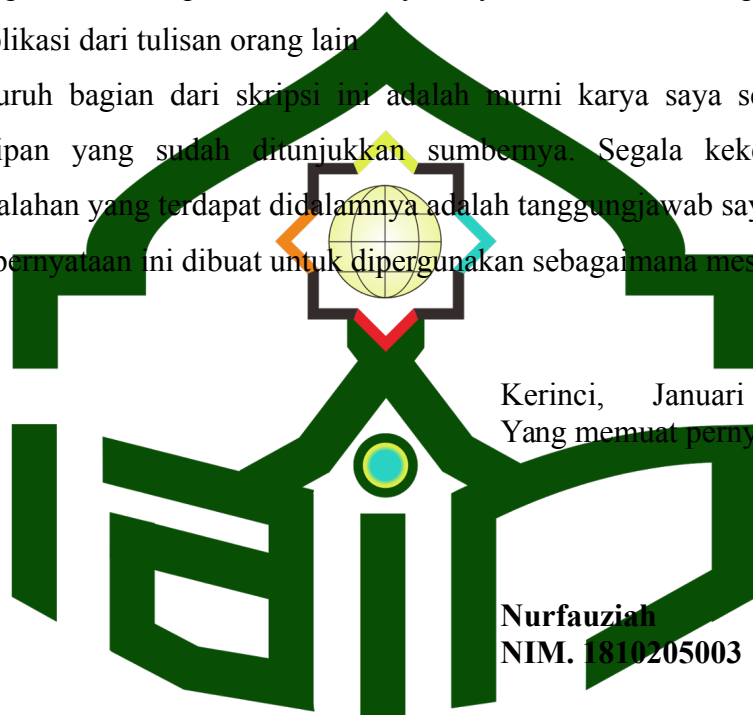 plikasi dari tulisan orang lain
uruh bagian dari skripsi ini adalah murni karya saya se
ipan yang sudah ditunjukkan sumbernya. Segala keke
alahan yang terdapat didalamnya adalah tanggungjawab say
pernyataan ini dibuat untuk dipergunakan sebagaimana mes
Kerinci, Januari
Yang memuat perny
Nurfauziah
NIM. 1810205003
iain